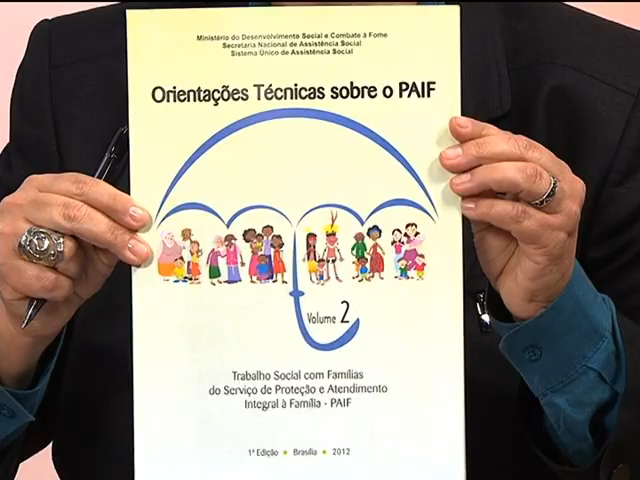 Ministério do Desenvolvimento Social e Combate à Fome
Secretaria Nacional de Assistência Social
Sistema Único de Assistência Social
Orientações Técnicas sobre o PAIF
Volume 2
Trabalho Social com Famílias
do Serviço de Proteção e Atendimento
Integral à Família - PAIF
1ª Edição • Brasília • 2012